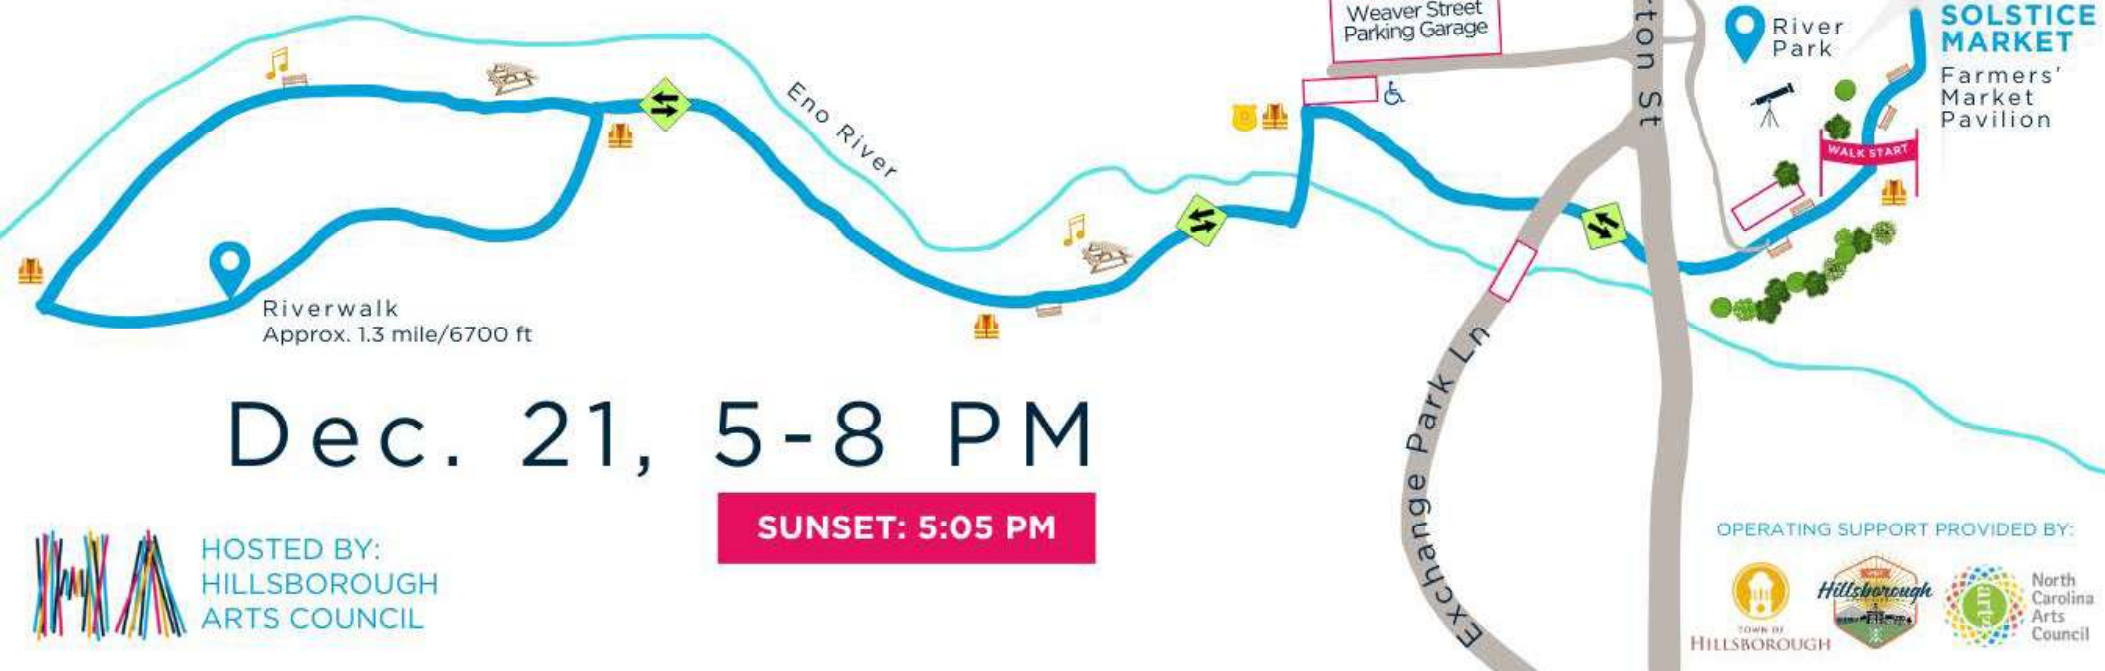 Weaver Street
Parking Garage
rton St
River
Park
SOLSTICE
MARKET
Farmers'
Market
Pavilion
WALK START
Eno River
Riverwalk
Approx. 1.3 mile/6700 ft
Exchange Park Ln
Dec. 21, 5-8 PM
SUNSET: 5:05 PM
HOSTED BY:
HILLSBOROUGH
ARTS COUNCIL
OPERATING SUPPORT PROVIDED BY:
TOWN OF
HILLSBOROUGH
Hillsborough
North
Carolina
Arts
Council